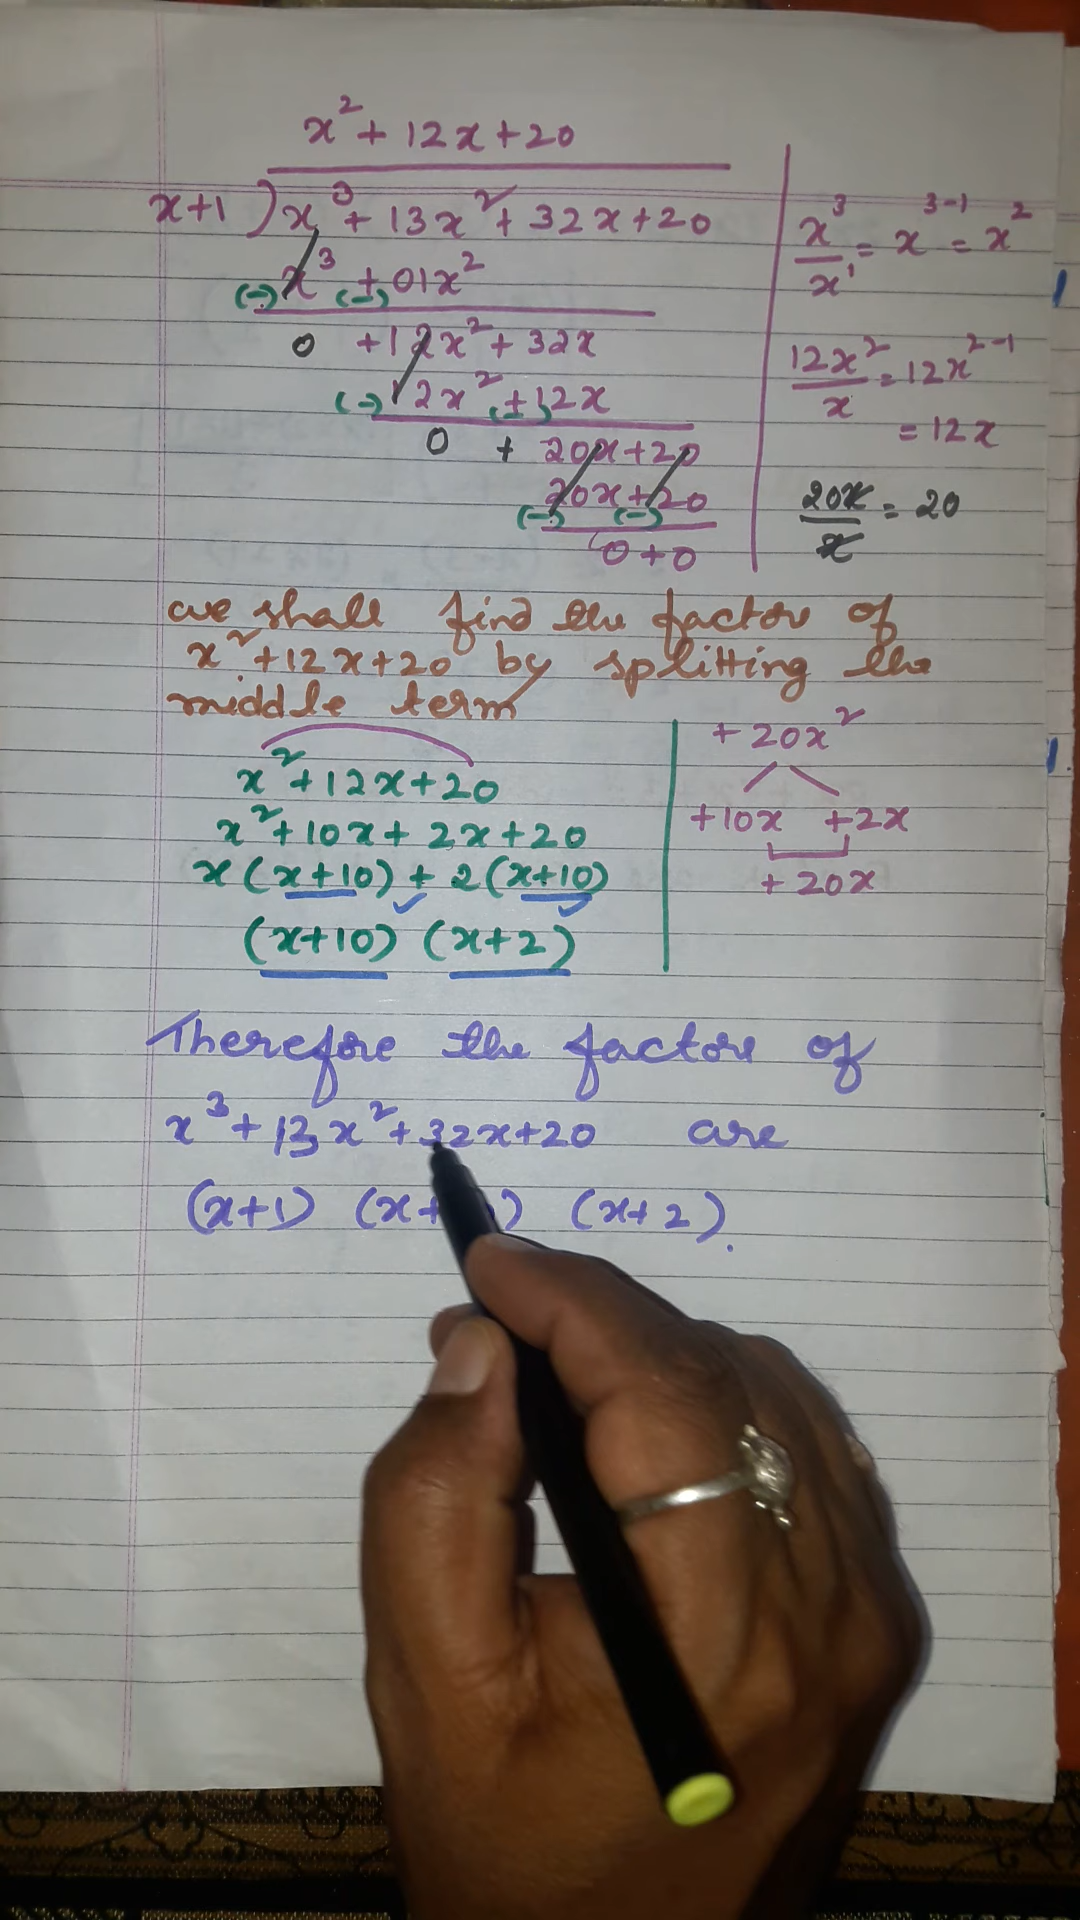 x² + 12x + 20
x+1 ) x³ + 13x² + 32x + 20
x³ + 01x²
(-) (-)
0 + 12x² + 32x
12x² + 12x
(-) (-)
0 + 20x + 20
20x + 20
(-) (-)
0 + 0
x³/x¹ = x³⁻¹ = x²
12x²/x = 12x²⁻¹
= 12x
20x/x = 20
we shall find the factor of
x² + 12x + 20 by splitting the
middle term
x² + 12x + 20
x² + 10x + 2x + 20
x (x+10) + 2 (x+10)
(x+10) (x+2)
+ 20x²
+10x +2x
+ 20x
Therefore the factors of
x³ + 13x² + 32x + 20 are
(x+1) (x+ ) (x+2).